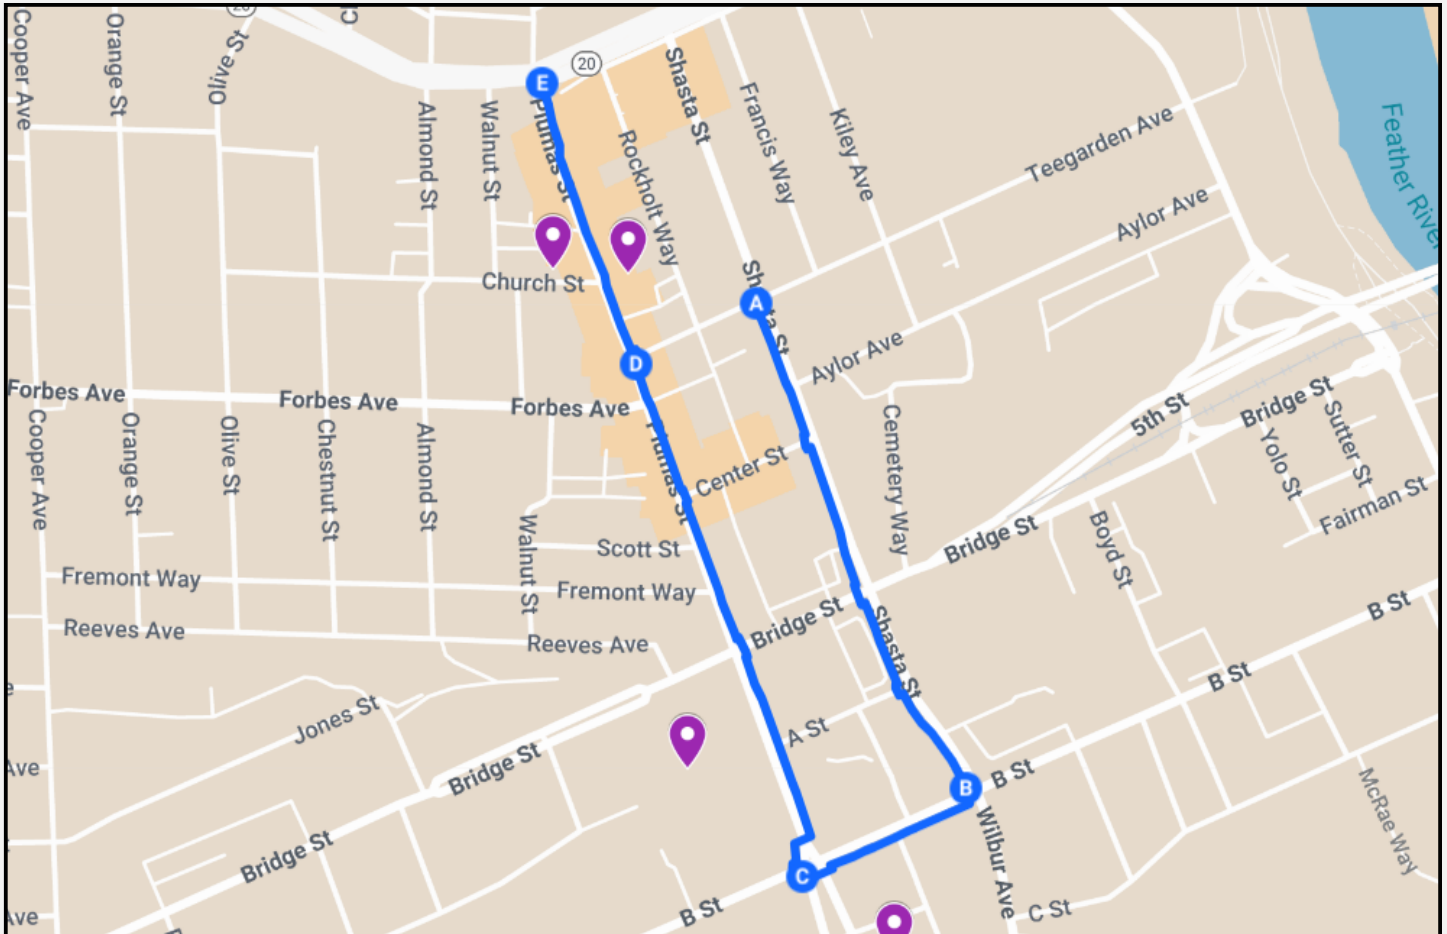 20
Cooper Ave
Orange St
Olive St
Almond St
Walnut St
E
20
Plumas St
Rockholt Way
Shasta St
Francis Way
Kiley Ave
Teegarden Ave
Aylor Ave
Feather River
Church St
Shasta St
A
Aylor Ave
D
Forbes Ave
Forbes Ave
Forbes Ave
Cooper Ave
Orange St
Olive St
Chestnut St
Almond St
Walnut St
Plumas St
Center St
Cemetery Way
5th St
Bridge St
Sutter St
Yolo St
Fairman St
Bridge St
Boyd St
Scott St
Fremont Way
Fremont Way
Reeves Ave
Reeves Ave
Bridge St
Shasta St
B St
B St
Jones St
A St
Bridge St
B St
B
Ave
McRae Way
Bridge St
C
Wilbur Ave
B St
C St
Ave